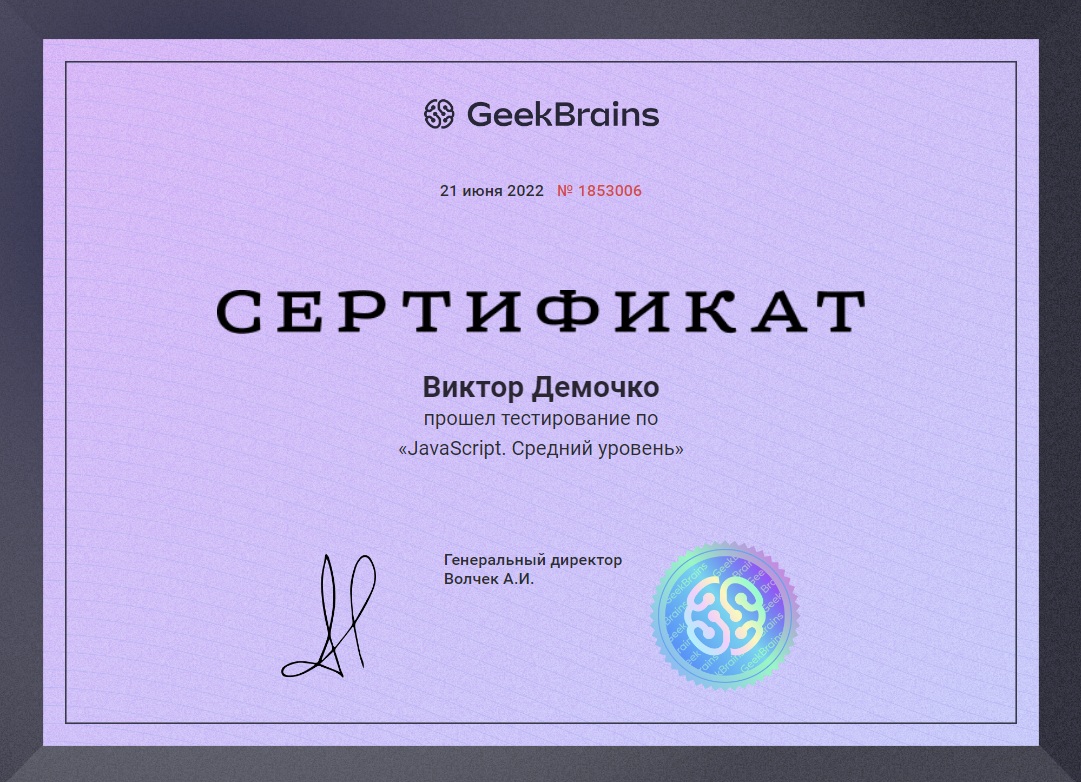 GeekBrains
21 июня 2022 № 1853006
СЕРТИФИКАТ
Виктор Демочко
прошел тестирование по
«JavaScript. Средний уровень»
Генеральный директор
Волчек А.И.
GeekBrains